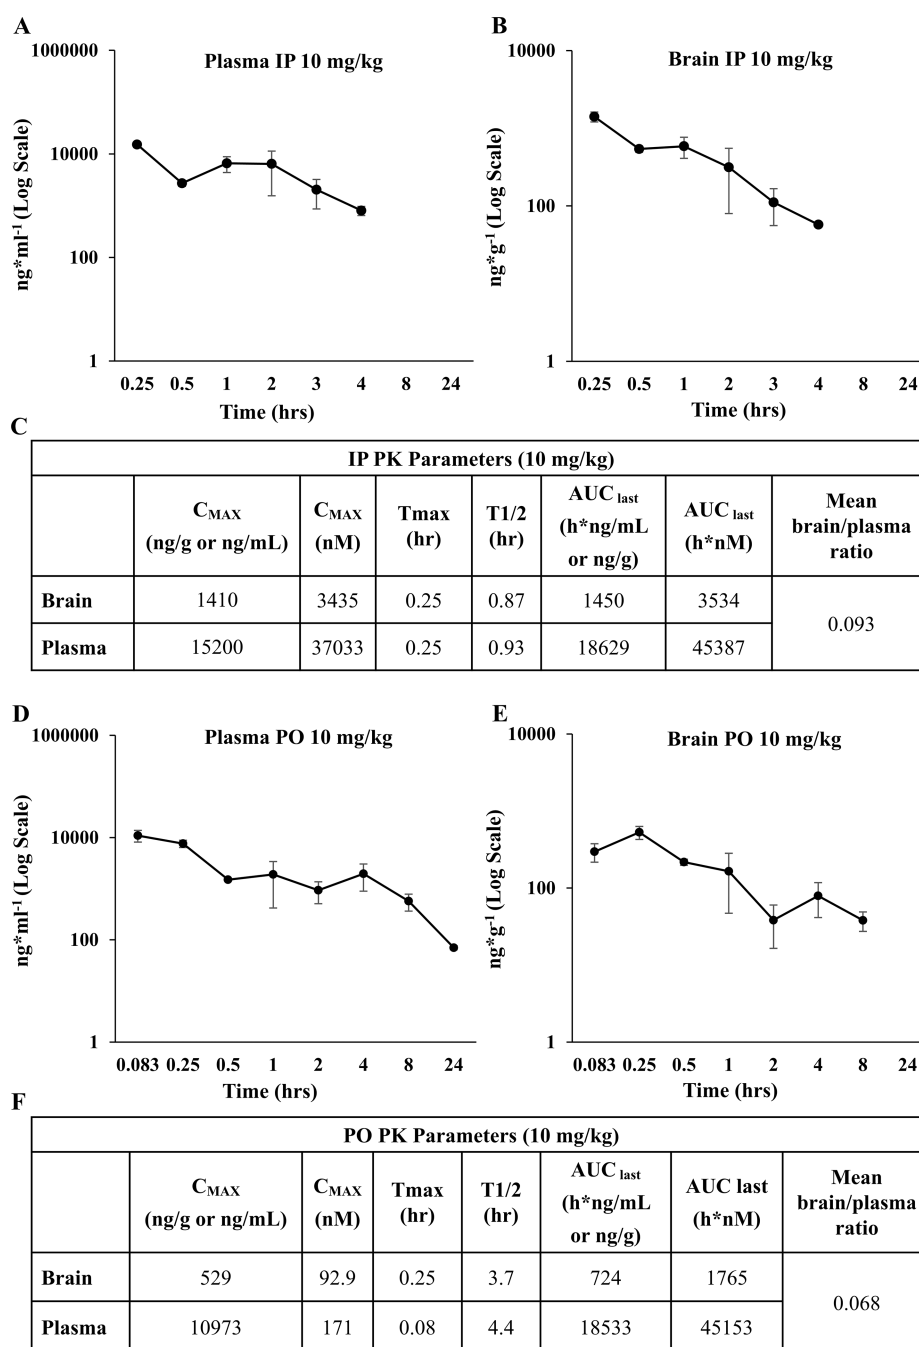 A
B
Plasma IP 10 mg/kg
Brain IP 10 mg/kg
ng*ml⁻¹ (Log Scale)
1000000
10000
100
1
0.25 0.5 1 2 3 4 8 24
Time (hrs)
ng*g⁻¹ (Log Scale)
10000
100
1
0.25 0.5 1 2 3 4 8 24
Time (hrs)
C
IP PK Parameters (10 mg/kg)
C_MAX
(ng/g or ng/mL)
C_MAX
(nM)
Tmax
(hr)
T1/2
(hr)
AUC last
(h*ng/mL
or ng/g)
AUC last
(h*nM)
Mean
brain/plasma
ratio
Brain 1410 3435 0.25 0.87 1450 3534
0.093
Plasma 15200 37033 0.25 0.93 18629 45387
D
E
Plasma PO 10 mg/kg
Brain PO 10 mg/kg
ng*ml⁻¹ (Log Scale)
1000000
10000
100
1
0.083 0.25 0.5 1 2 4 8 24
Time (hrs)
ng*g⁻¹ (Log Scale)
10000
100
1
0.083 0.25 0.5 1 2 4 8 24
Time (hrs)
F
PO PK Parameters (10 mg/kg)
C_MAX
(ng/g or ng/mL)
C_MAX
(nM)
Tmax
(hr)
T1/2
(hr)
AUC last
(h*ng/mL
or ng/g)
AUC last
(h*nM)
Mean
brain/plasma
ratio
Brain 529 92.9 0.25 3.7 724 1765
0.068
Plasma 10973 171 0.08 4.4 18533 45153